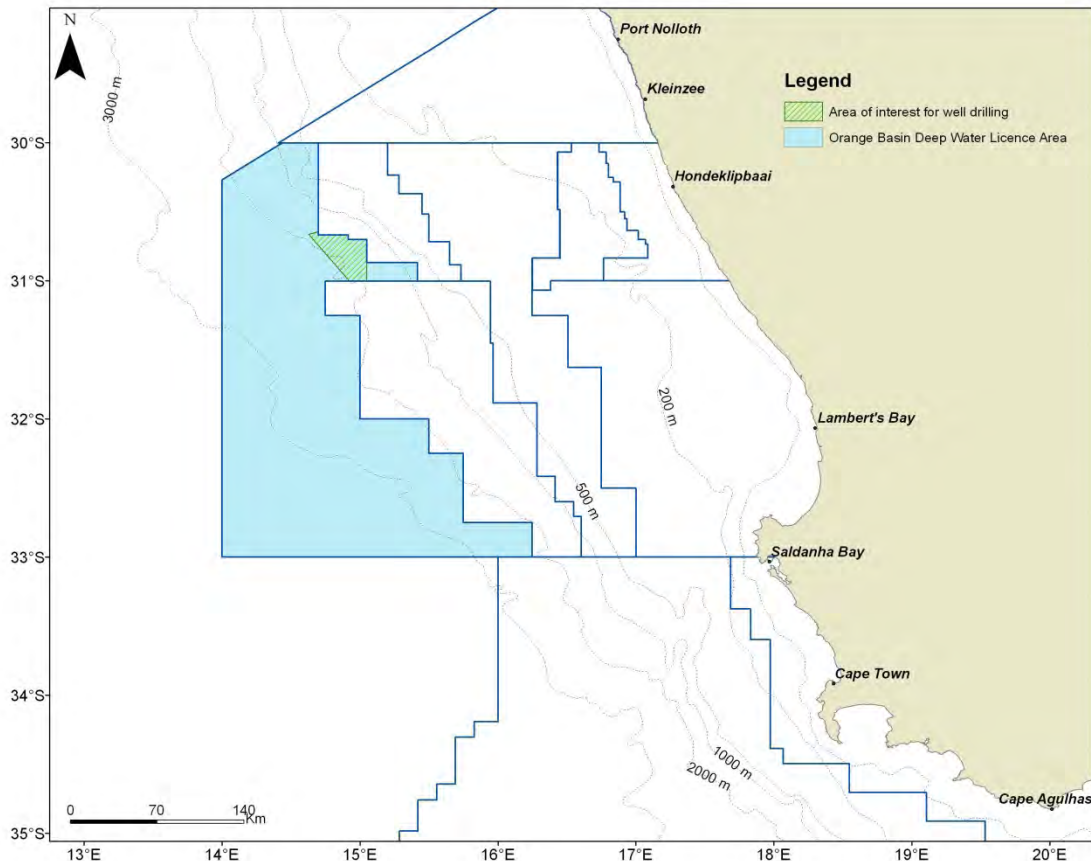 N
Port Nolloth
Kleinzee
3000 m
Legend
Area of interest for well drilling
Orange Basin Deep Water Licence Area
30°S
Hondeklipbaai
31°S
200 m
32°S
Lambert's Bay
500 m
33°S
Saldanha Bay
34°S
Cape Town
1000 m
2000 m
Cape Agulhas
0 70 140
Km
35°S
13°E 14°E 15°E 16°E 17°E 18°E 19°E 20°E